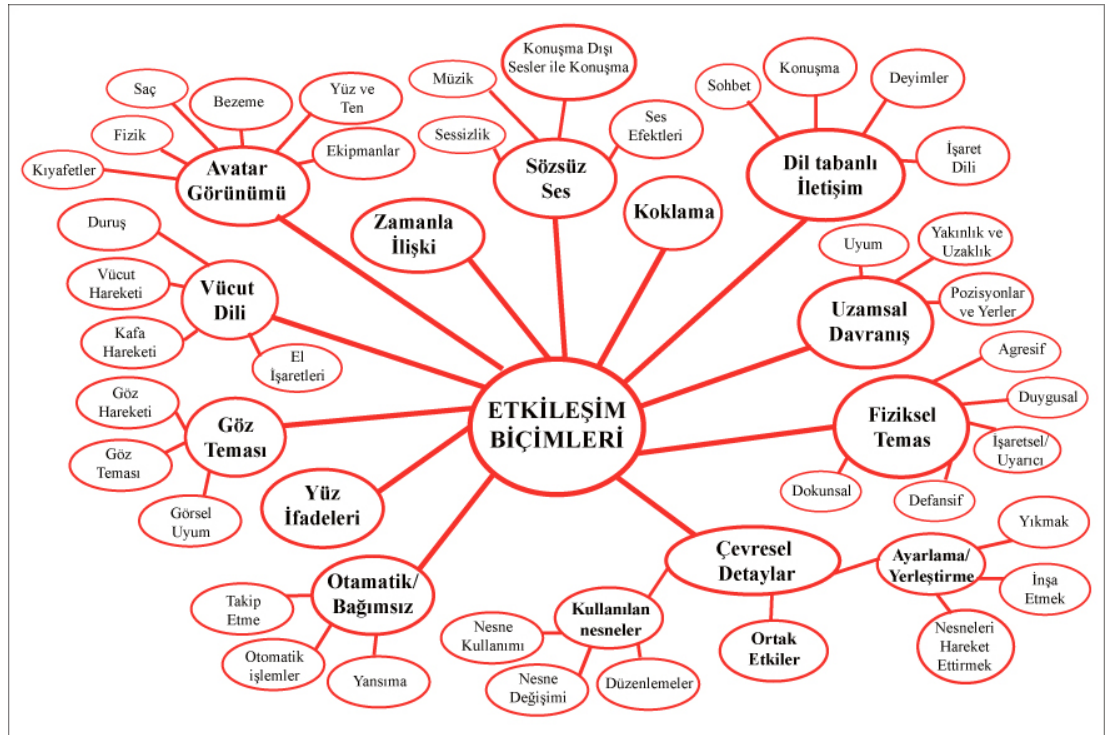 Saç
Bezeme
Yüz ve
Ten
Fizik
Ekipmanlar
Kıyafetler
Avatar
Görünümü
Müzik
Konuşma Dışı
Sesler ile Konuşma
Sessizlik
Ses
Efektleri
Sözsüz
Ses
Sohbet
Konuşma
Deyimler
İşaret
Dili
Dil tabanlı
İletişim
Zamanla
İlişki
Koklama
Duruş
Vücut
Hareketi
Kafa
Hareketi
El
İşaretleri
Vücut
Dili
Uyum
Yakınlık ve
Uzaklık
Pozisyonlar
ve Yerler
Uzamsal
Davranış
ETKİLEŞİM
BİÇİMLERİ
Göz
Hareketi
Göz
Teması
Görsel
Uyum
Göz
Teması
Yüz
İfadeleri
Agresif
Duygusal
İşaretsel/
Uyarıcı
Defansif
Dokunsal
Fiziksel
Temas
Otamatik/
Bağımsız
Takip
Etme
Otomatik
işlemler
Yansıma
Çevresel
Detaylar
Kullanılan
nesneler
Nesne
Kullanımı
Nesne
Değişimi
Düzenlemeler
Ortak
Etkiler
Ayarlama/
Yerleştirme
Yıkmak
İnşa
Etmek
Nesneleri
Hareket
Ettirmek